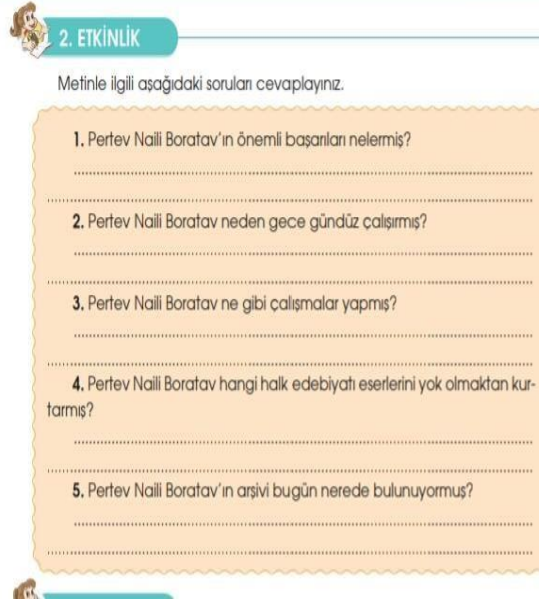 2. ETKİNLİK
Metinle ilgili aşağıdaki soruları cevaplayınız.
1. Pertev Naili Boratav'ın önemli başarıları nelermiş?
2. Pertev Naili Boratav neden gece gündüz çalışırmış?
3. Pertev Naili Boratav ne gibi çalışmalar yapmış?
4. Pertev Naili Boratav hangi halk edebiyatı eserlerini yok olmaktan kur-
tarmış?
5. Pertev Naili Boratav'ın arşivi bugün nerede bulunuyormuş?